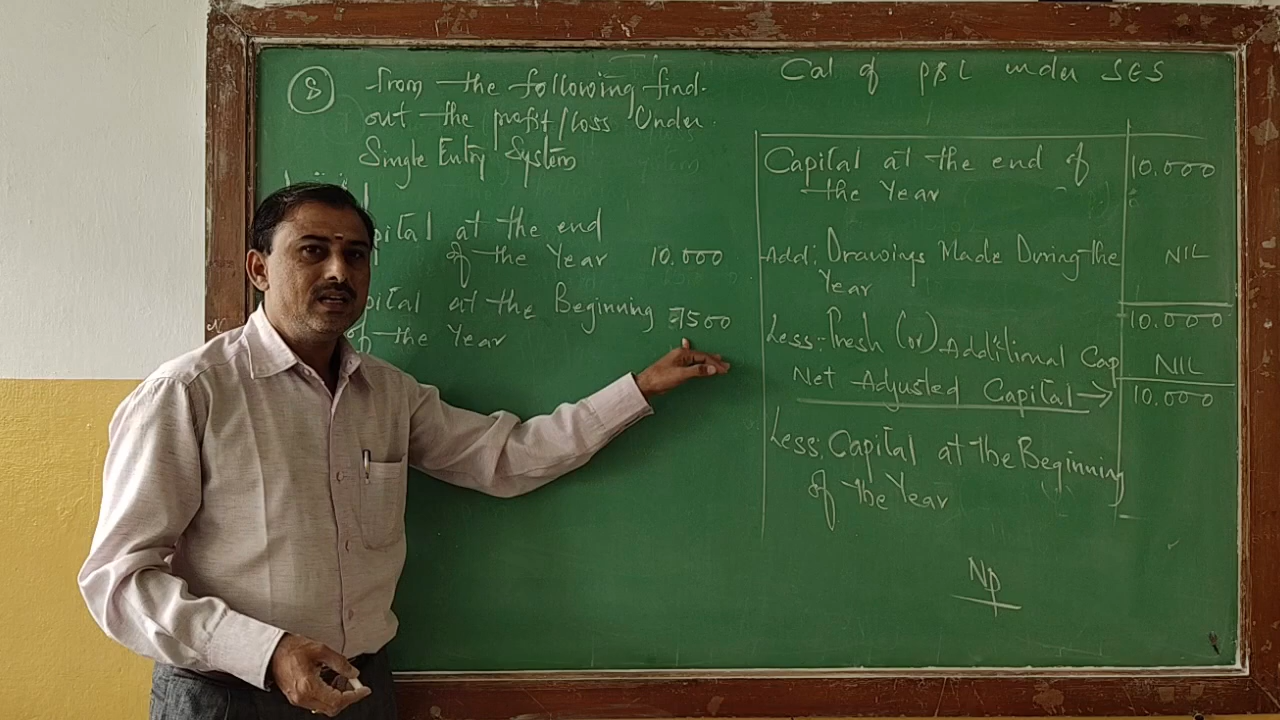 8 from the following find
out the profit/loss Under
Single Entry System
pital at the end
of the Year 10.000
pital at the Beginning 7500
of the Year
Cal of P&L under SES
Capital at the end of 10.000
the Year
Add: Drawings Made During the NIL
Year
10.000
Less:- Fresh (or) Additional Cap NIL
Net Adjusted Capital → 10.000
Less: Capital at the Beginning
of the Year
NP